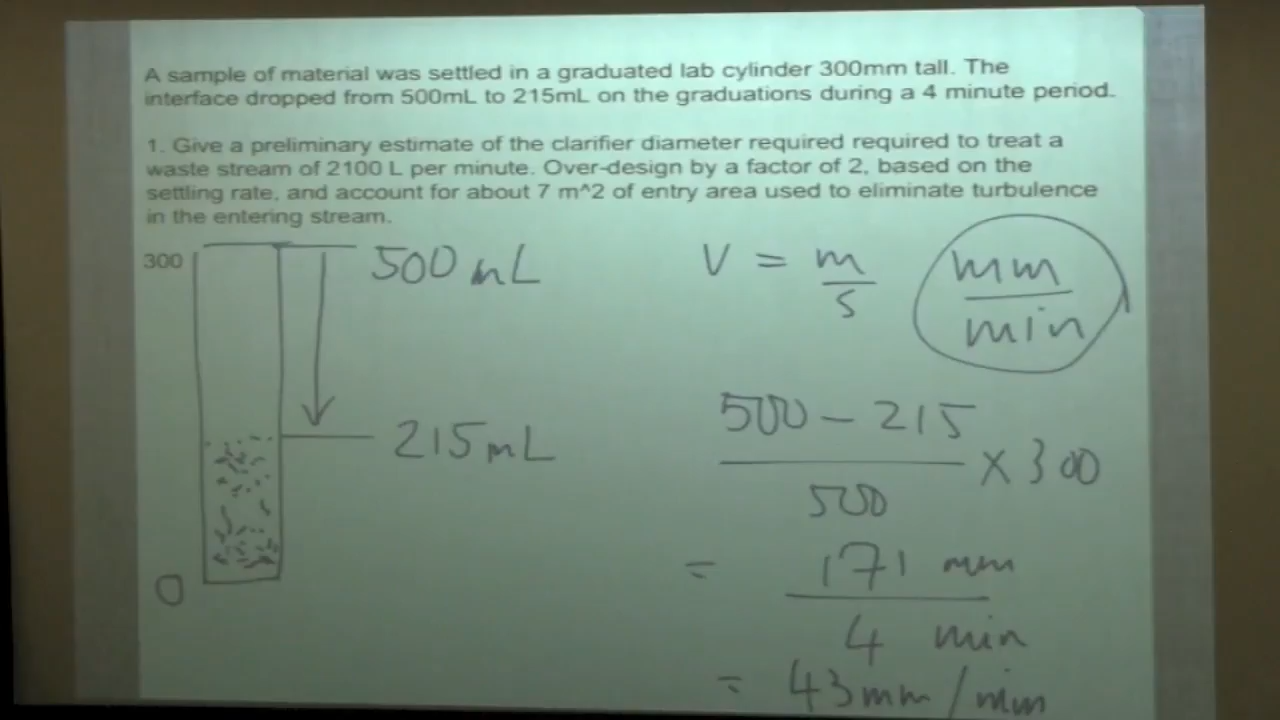 A sample of material was settled in a graduated lab cylinder 300mm tall. The
interface dropped from 500mL to 215mL on the graduations during a 4 minute period.
1. Give a preliminary estimate of the clarifier diameter required required to treat a
waste stream of 2100 L per minute. Over-design by a factor of 2, based on the
settling rate, and account for about 7 m^2 of entry area used to eliminate turbulence
in the entering stream.
300
500 mL
215 mL
0
V = m/s
mm/min
500 - 215
500
× 300
= 171 mm
4 min
= 43 mm/min